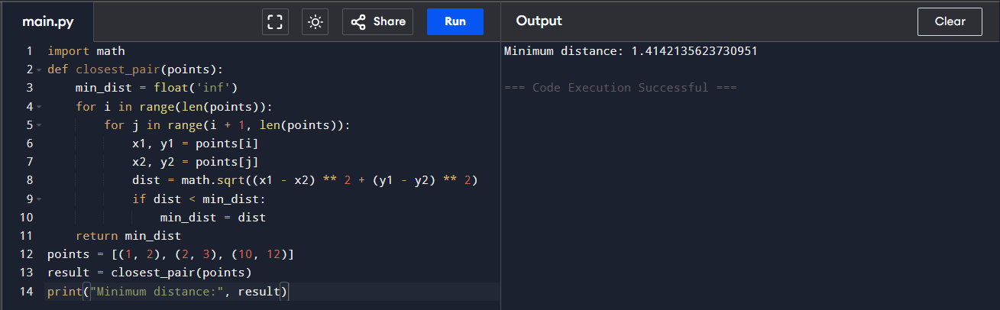 main.py
Share
Run
Output
Clear
1 import math
2 def closest_pair(points):
3     min_dist = float('inf')
4     for i in range(len(points)):
5         for j in range(i + 1, len(points)):
6             x1, y1 = points[i]
7             x2, y2 = points[j]
8             dist = math.sqrt((x1 - x2) ** 2 + (y1 - y2) ** 2)
9             if dist < min_dist:
10                 min_dist = dist
11     return min_dist
12 points = [(1, 2), (2, 3), (10, 12)]
13 result = closest_pair(points)
14 print("Minimum distance:", result)
Minimum distance: 1.4142135623730951
=== Code Execution Successful ===